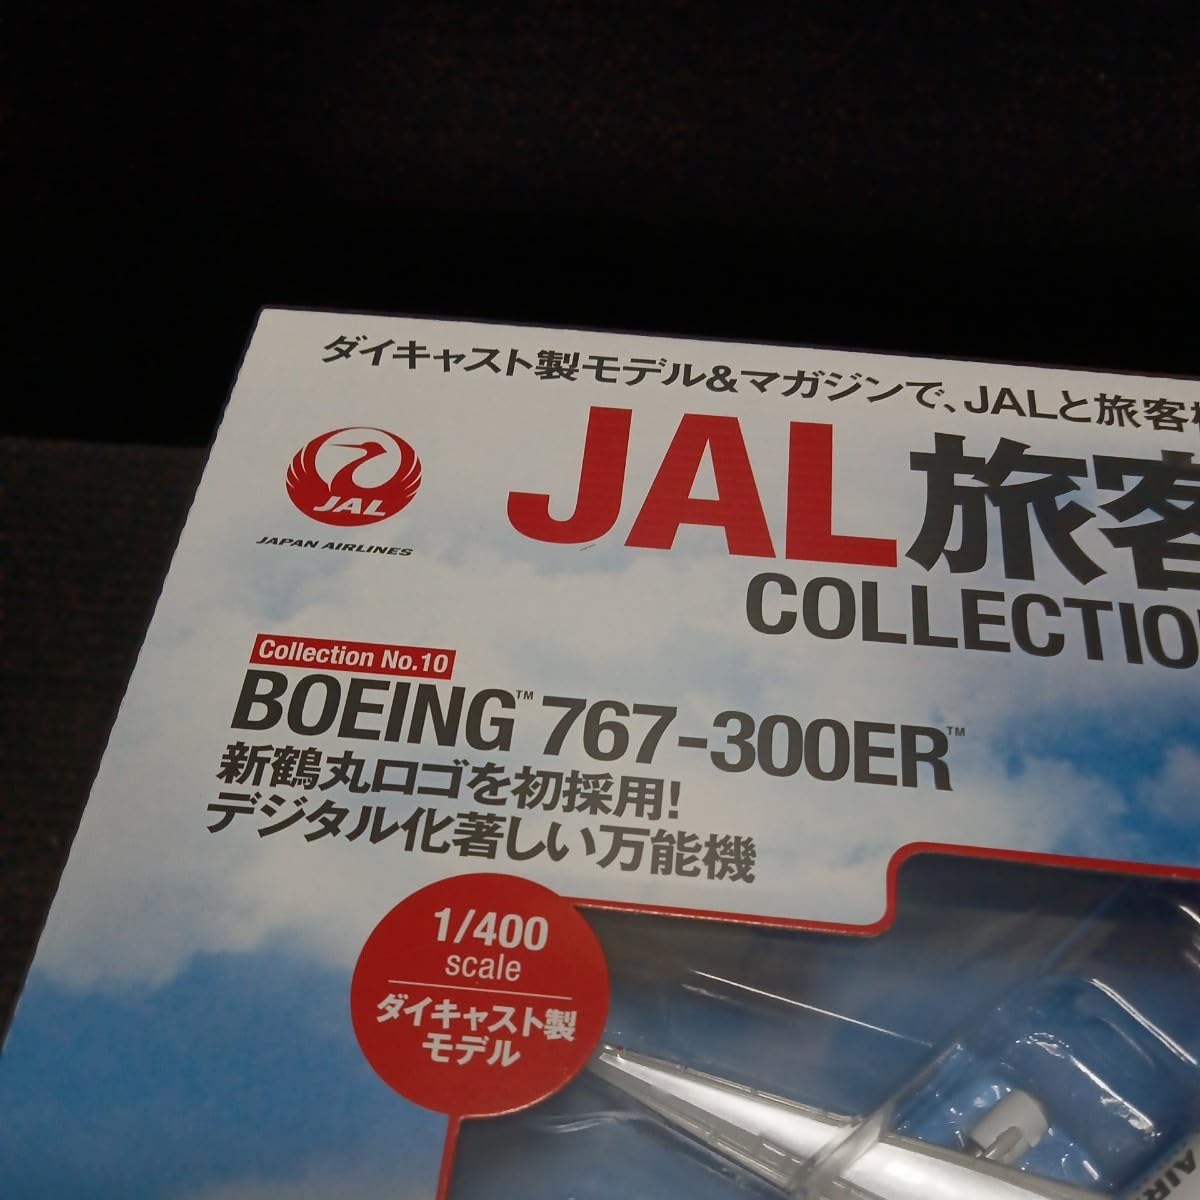 ダイキャスト製モデル&マガジンで、JALと旅客
JAL旅客
COLLECTION
JAL
JAPAN AIRLINES
Collection No.10
BOEING™ 767-300ER™
新鶴丸ロゴを初採用!
デジタル化著しい万能機
1/400
scale
ダイキャスト製
モデル
AIR